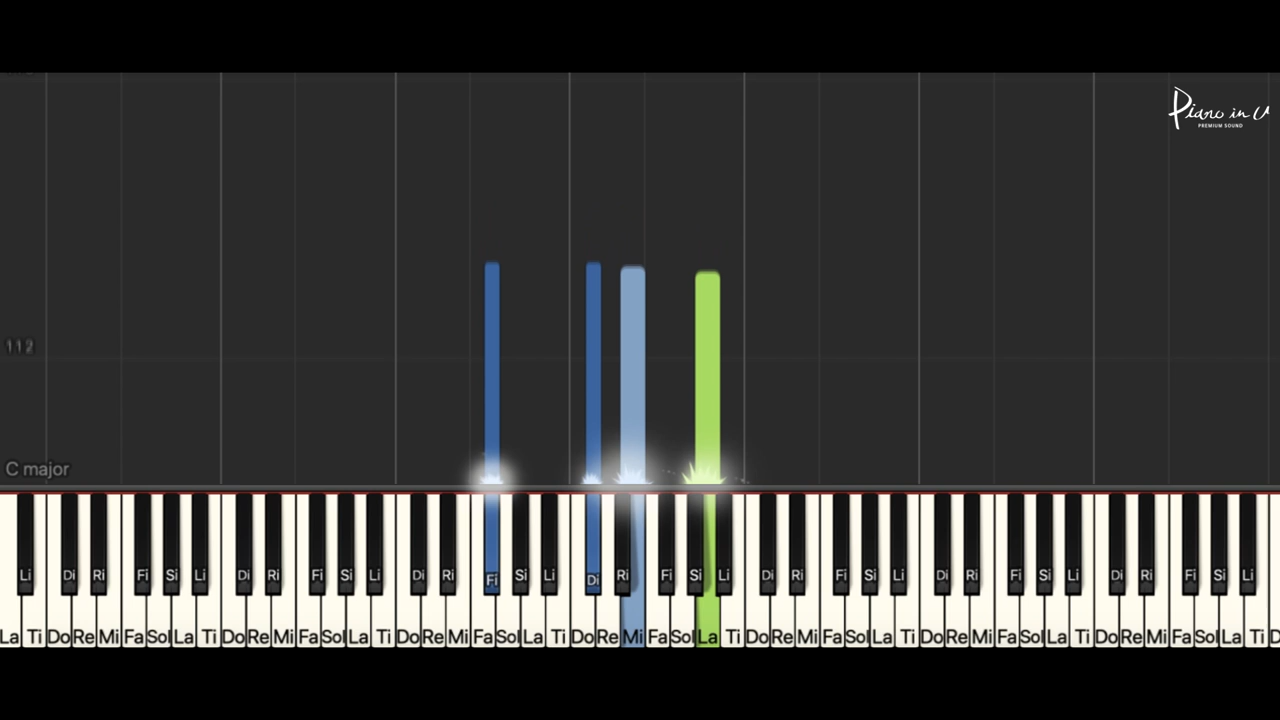 Piano in U
PREMIUM SOUND
112
C major
Li Di Ri Fi Si Li Di Ri Fi Si Li Di Ri Fi Si Li Di Ri Fi Si Li Di Ri Fi Si Li Di Ri Fi Si Li Di Ri Fi Si Li
La Ti Do Re Mi Fa Sol La Ti Do Re Mi Fa Sol La Ti Do Re Mi Fa Sol La Ti Do Re Mi Fa Sol La Ti Do Re Mi Fa Sol La Ti Do Re Mi Fa Sol La Ti Do Re Mi Fa Sol La Ti D